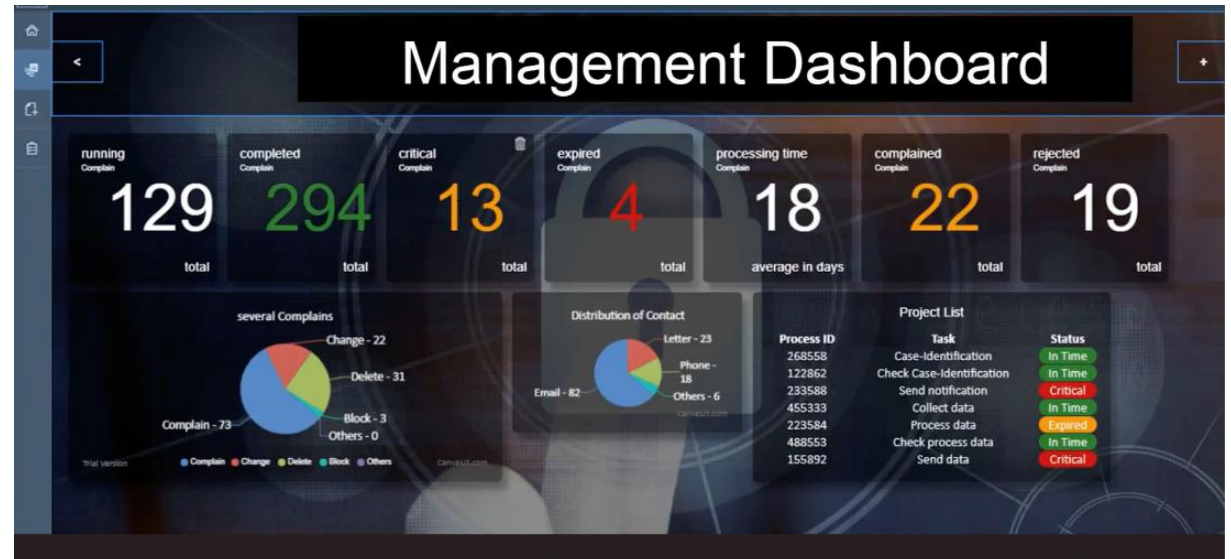 Management Dashboard
<
+
running
Complain
129
total
completed
Complain
294
total
critical
Complain
13
total
expired
Complain
4
total
processing time
Complain
18
average in days
complained
Complain
22
total
rejected
Complain
19
total
several Complains
Change - 22
Delete - 31
Block - 3
Others - 0
Complain - 73
Complain Change Delete Block Others
Trial Version
CanvasJS.com
Distribution of Contact
Letter - 23
Phone -
18
Others - 6
Email - 82
CanvasJS.com
Project List
Process ID Task Status
268558 Case-Identification In Time
122862 Check Case-Identification In Time
233588 Send notification Critical
455333 Collect data In Time
223584 Process data Expired
488553 Check process data In Time
155892 Send data Critical